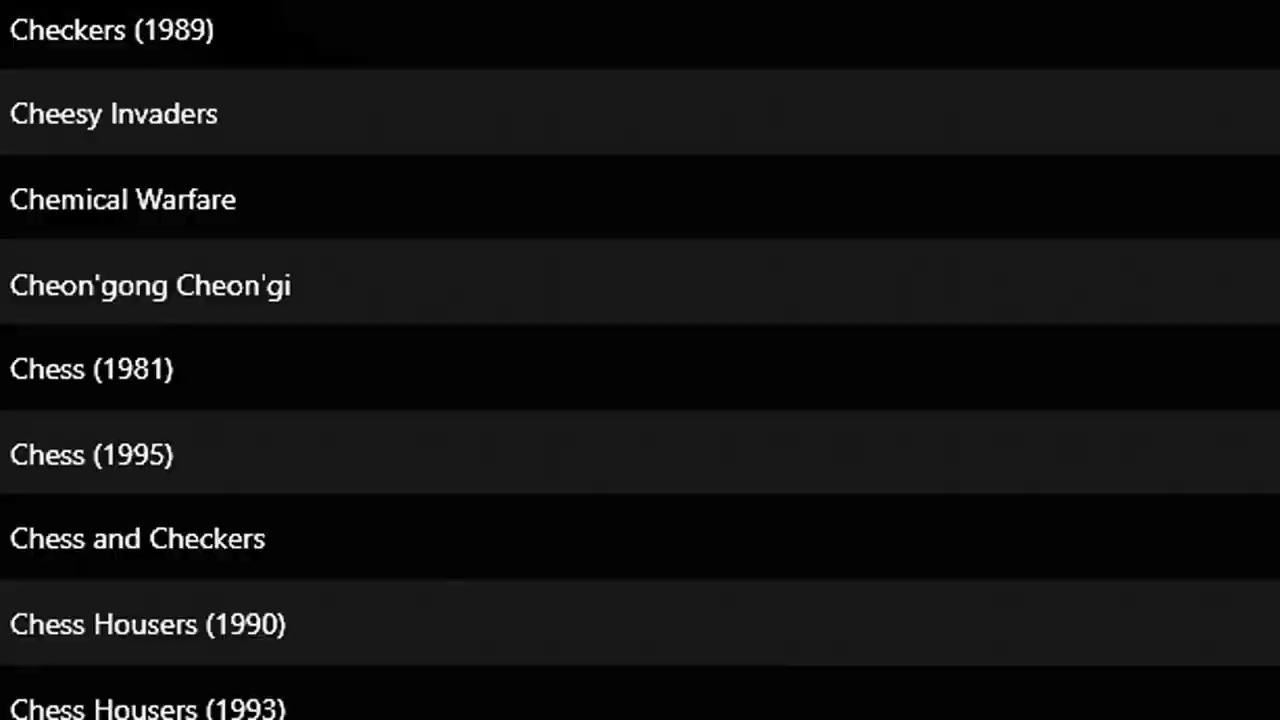 Checkers (1989)
Cheesy Invaders
Chemical Warfare
Cheon'gong Cheon'gi
Chess (1981)
Chess (1995)
Chess and Checkers
Chess Housers (1990)
Chess Housers (1993)